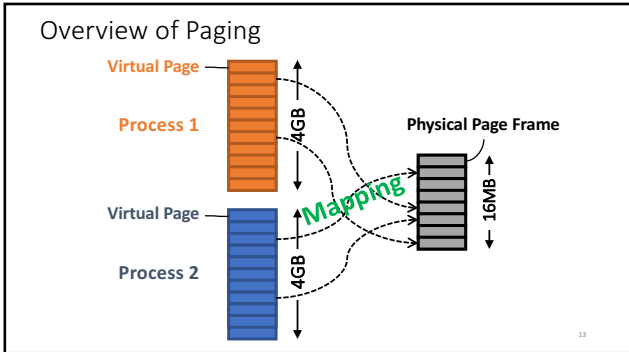 Overview of Paging
Virtual Page
Process 1
4GB
Physical Page Frame
Mapping
16MB
Virtual Page
Process 2
4GB
13